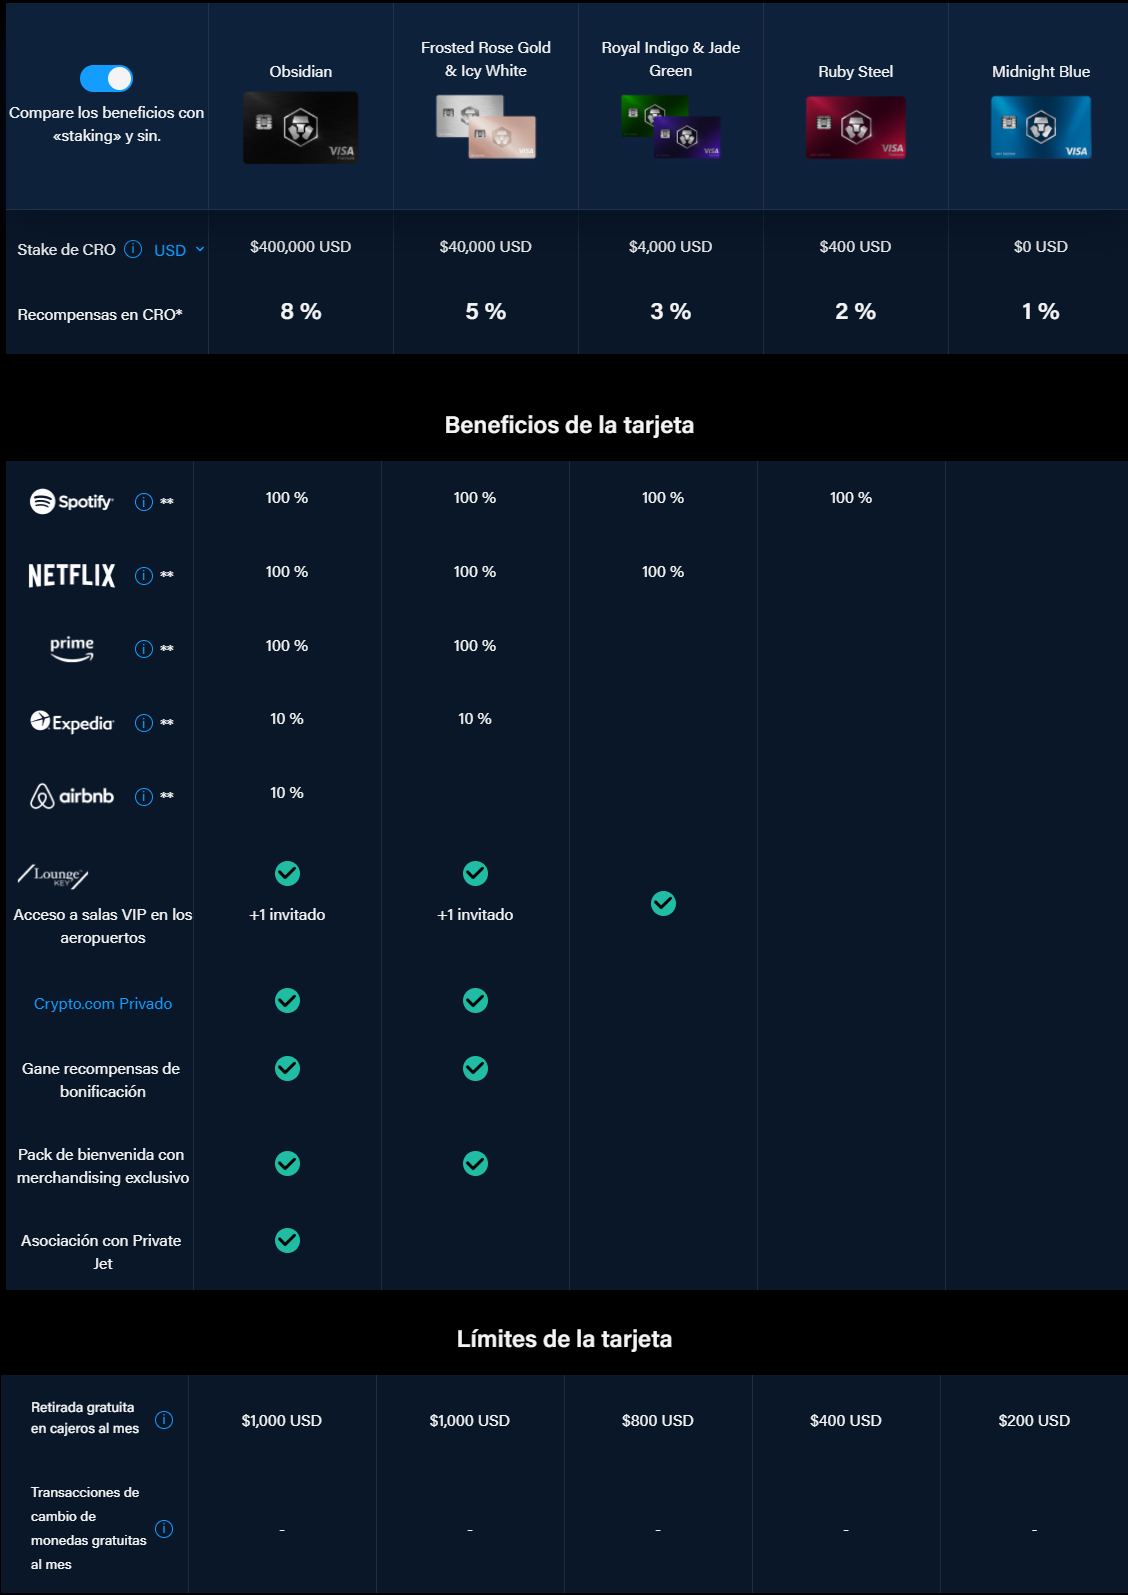 Compare los beneficios con
«staking» y sin.
Obsidian
VISA
Frosted Rose Gold
& Icy White
VISA
Royal Indigo & Jade
Green
VISA
Ruby Steel
VISA
Midnight Blue
VISA
Stake de CRO USD
$400,000 USD
$40,000 USD
$4,000 USD
$400 USD
$0 USD
Recompensas en CRO*
8 %
5 %
3 %
2 %
1 %
Beneficios de la tarjeta
Spotify **
100 %
100 %
100 %
100 %
NETFLIX **
100 %
100 %
100 %
prime **
100 %
100 %
Expedia **
10 %
10 %
airbnb **
10 %
Lounge
KEY
Acceso a salas VIP en los
aeropuertos
+1 invitado
+1 invitado
Crypto.com Privado
Gane recompensas de
bonificación
Pack de bienvenida con
merchandising exclusivo
Asociación con Private
Jet
Límites de la tarjeta
Retirada gratuita
en cajeros al mes
$1,000 USD
$1,000 USD
$800 USD
$400 USD
$200 USD
Transacciones de
cambio de
monedas gratuitas
al mes
-
-
-
-
-